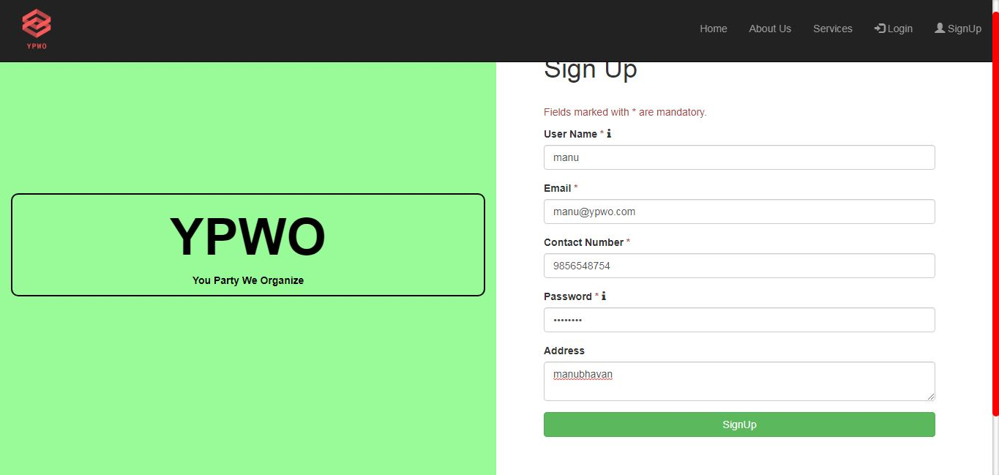 YPWO
Home About Us Services Login SignUp
Sign Up
Fields marked with * are mandatory.
User Name *
manu
Email *
manu@ypwo.com
Contact Number *
9856548754
Password *
••••••••
Address
manubhavan
SignUp
YPWO
You Party We Organize